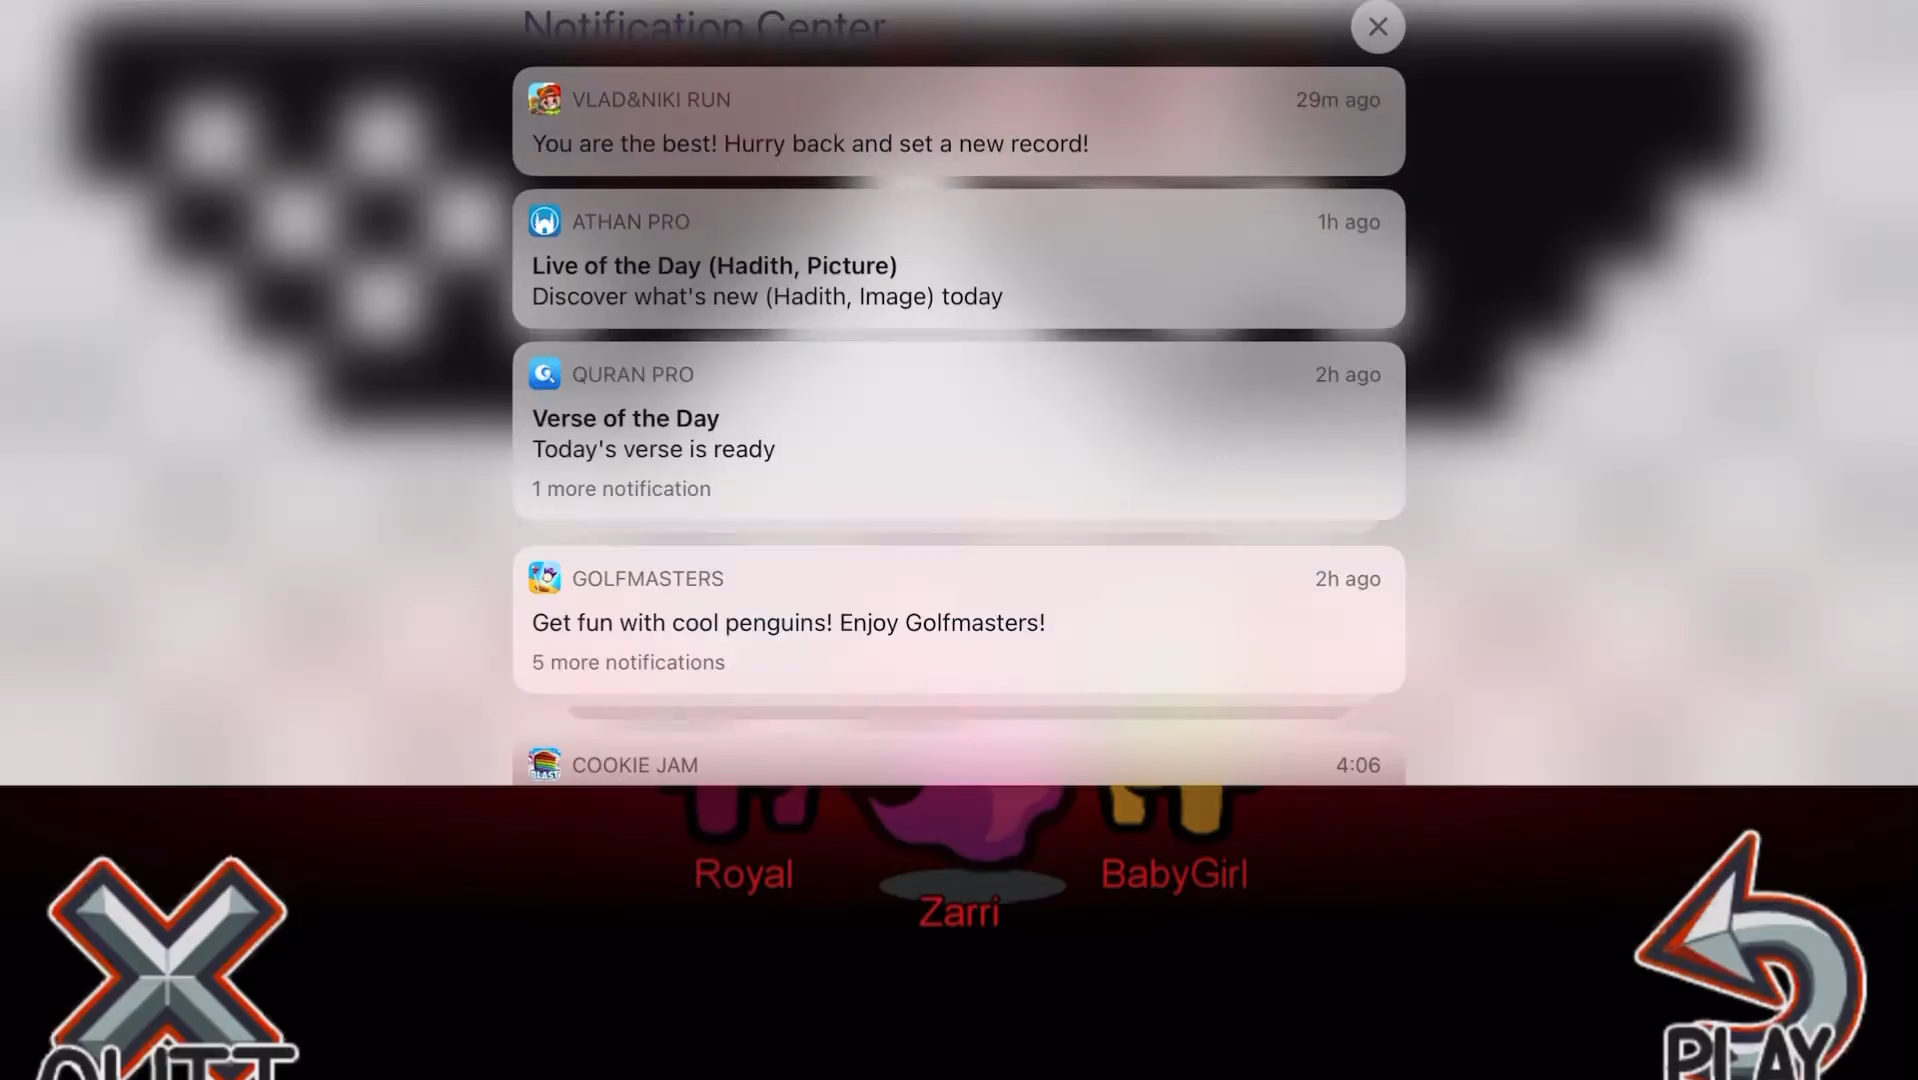 Notification Center
VLAD&NIKI RUN
29m ago
You are the best! Hurry back and set a new record!
ATHAN PRO
1h ago
Live of the Day (Hadith, Picture)
Discover what's new (Hadith, Image) today
QURAN PRO
2h ago
Verse of the Day
Today's verse is ready
1 more notification
GOLFMASTERS
2h ago
Get fun with cool penguins! Enjoy Golfmasters!
5 more notifications
BLAST
COOKIE JAM
4:06
Royal
BabyGirl
Zarri
QUIT
PLAY